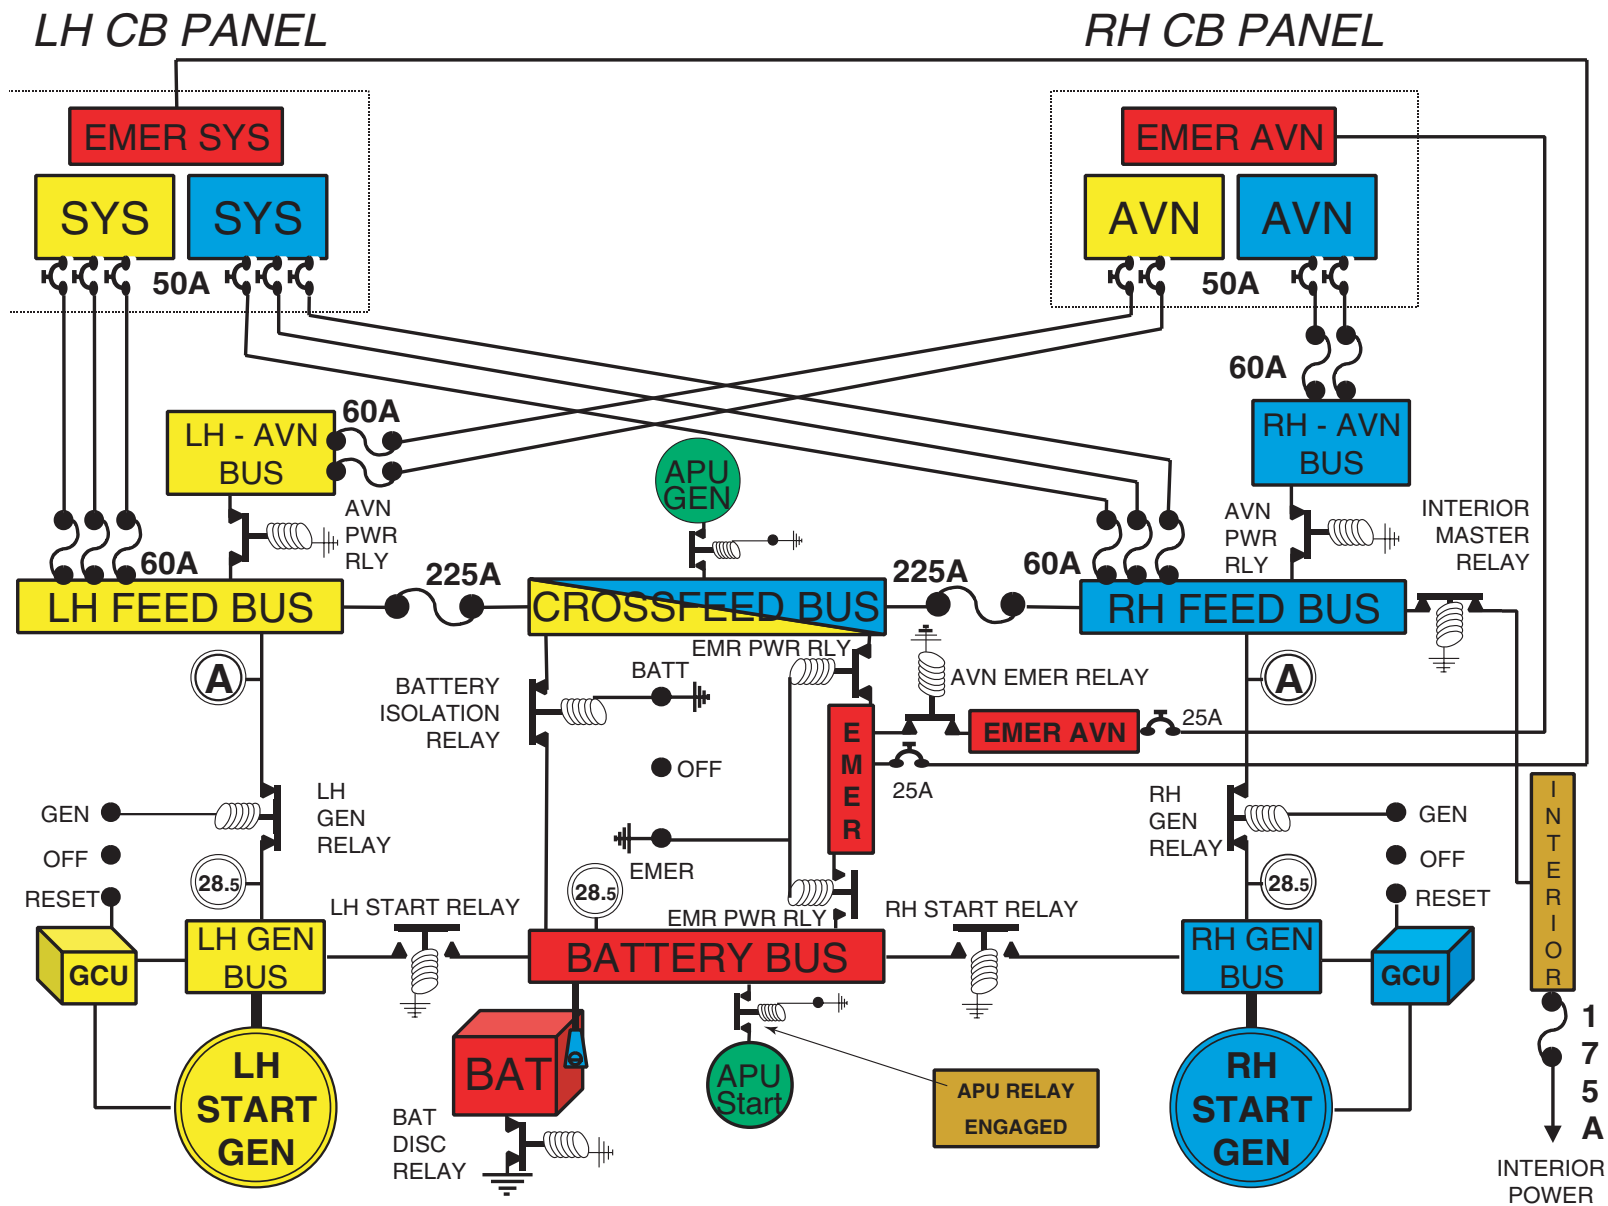 LH CB PANEL
RH CB PANEL
EMER SYS
EMER AVN
SYS
SYS
AVN
AVN
50A
50A
60A
LH - AVN
BUS
60A
RH - AVN
BUS
APU
GEN
AVN
PWR
RLY
AVN
PWR
RLY
INTERIOR
MASTER
RELAY
60A
225A
225A
60A
LH FEED BUS
CROSSFEED BUS
RH FEED BUS
A
BATTERY
ISOLATION
RELAY
BATT
EMR PWR RLY
AVN EMER RELAY
A
EMER
EMER AVN
25A
OFF
25A
GEN
OFF
RESET
LH
GEN
RELAY
EMER
RH
GEN
RELAY
GEN
OFF
RESET
INTERIOR
28.5
28.5
28.5
LH START RELAY
EMR PWR RLY
RH START RELAY
GCU
LH GEN
BUS
BATTERY BUS
RH GEN
BUS
GCU
LH
START
GEN
BAT
APU
Start
APU RELAY
ENGAGED
RH
START
GEN
175A
BAT
DISC
RELAY
INTERIOR
POWER